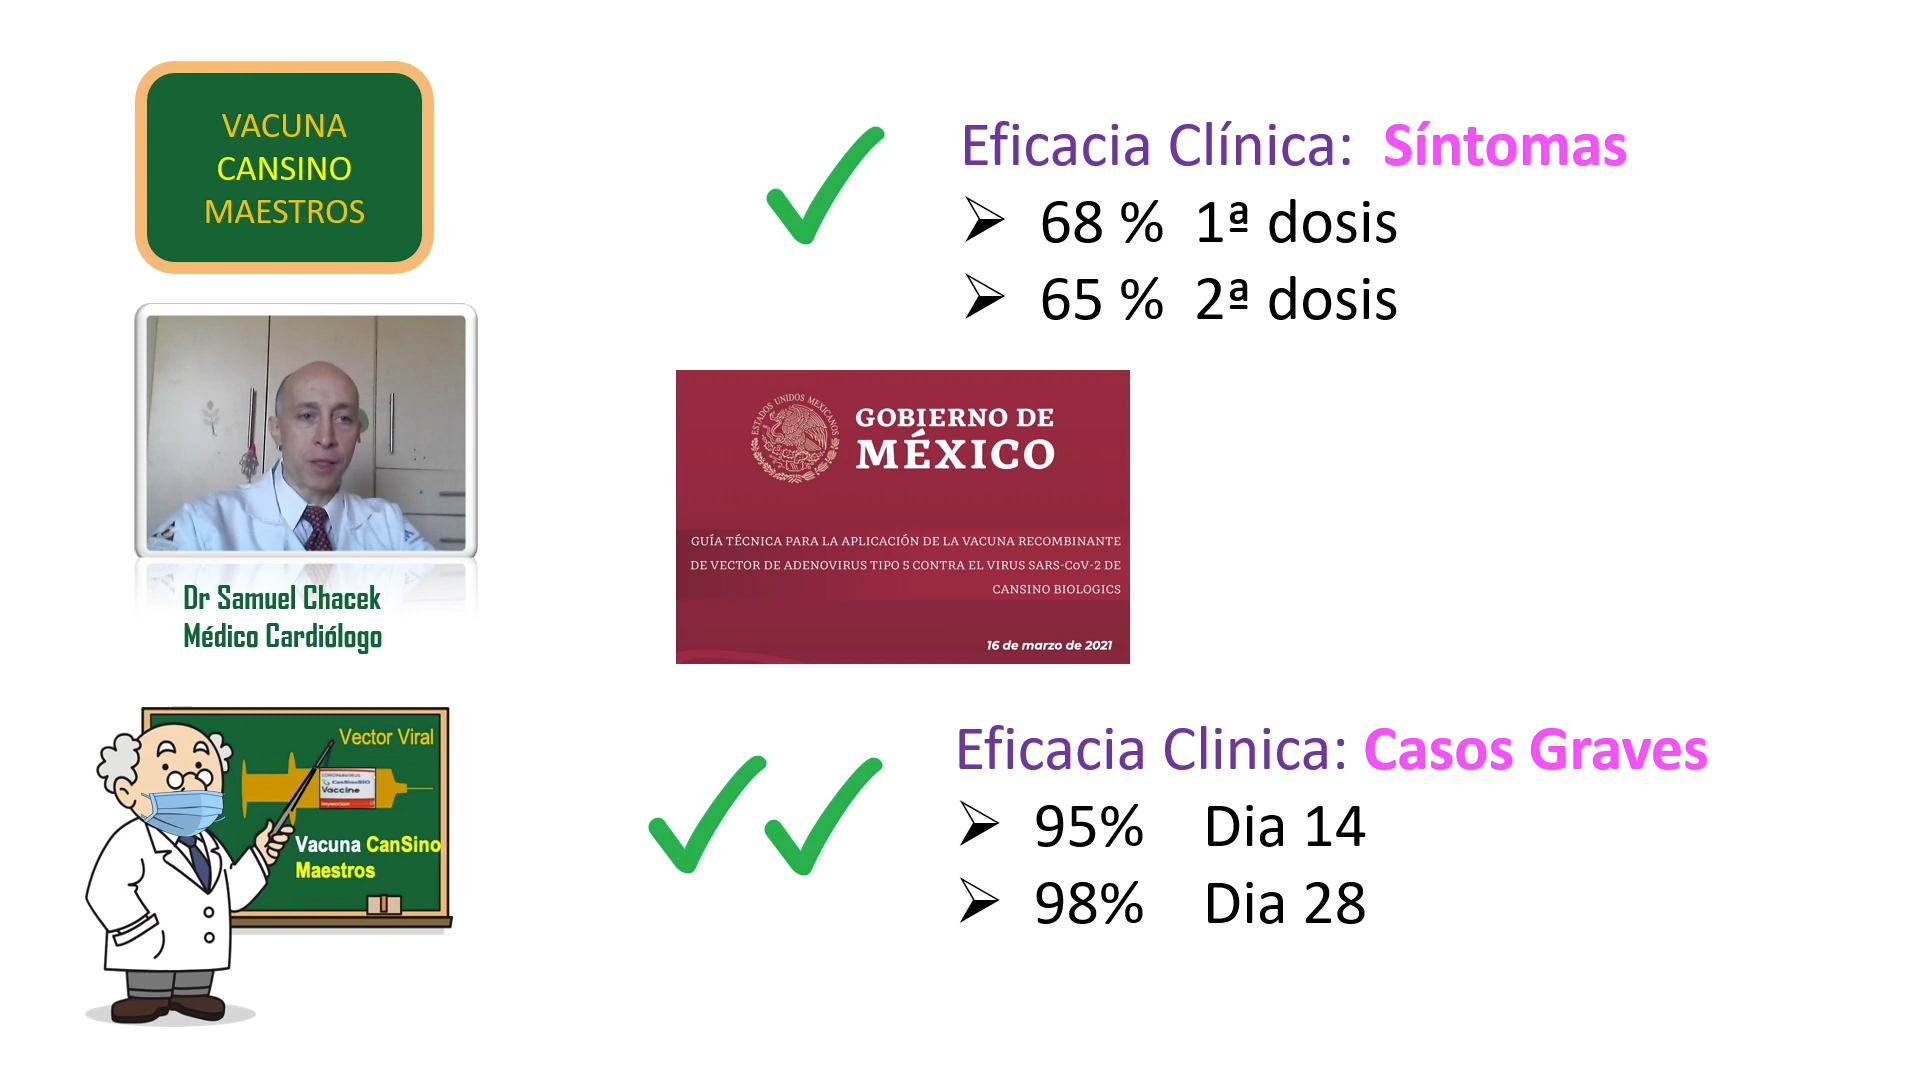 VACUNA
CANSINO
MAESTROS
Dr Samuel Chacek
Médico Cardiólogo
Vector Viral
CanSinoBIO
Vaccine
Vacuna CanSino
Maestros
Eficacia Clínica: Síntomas
68 % 1ª dosis
65 % 2ª dosis
ESTADOS UNIDOS MEXICANOS
GOBIERNO DE
MÉXICO
GUÍA TÉCNICA PARA LA APLICACIÓN DE LA VACUNA RECOMBINANTE
DE VECTOR DE ADENOVIRUS TIPO 5 CONTRA EL VIRUS SARS-CoV-2 DE
CANSINO BIOLOGICS
16 de marzo de 2021
Eficacia Clinica: Casos Graves
95% Dia 14
98% Dia 28